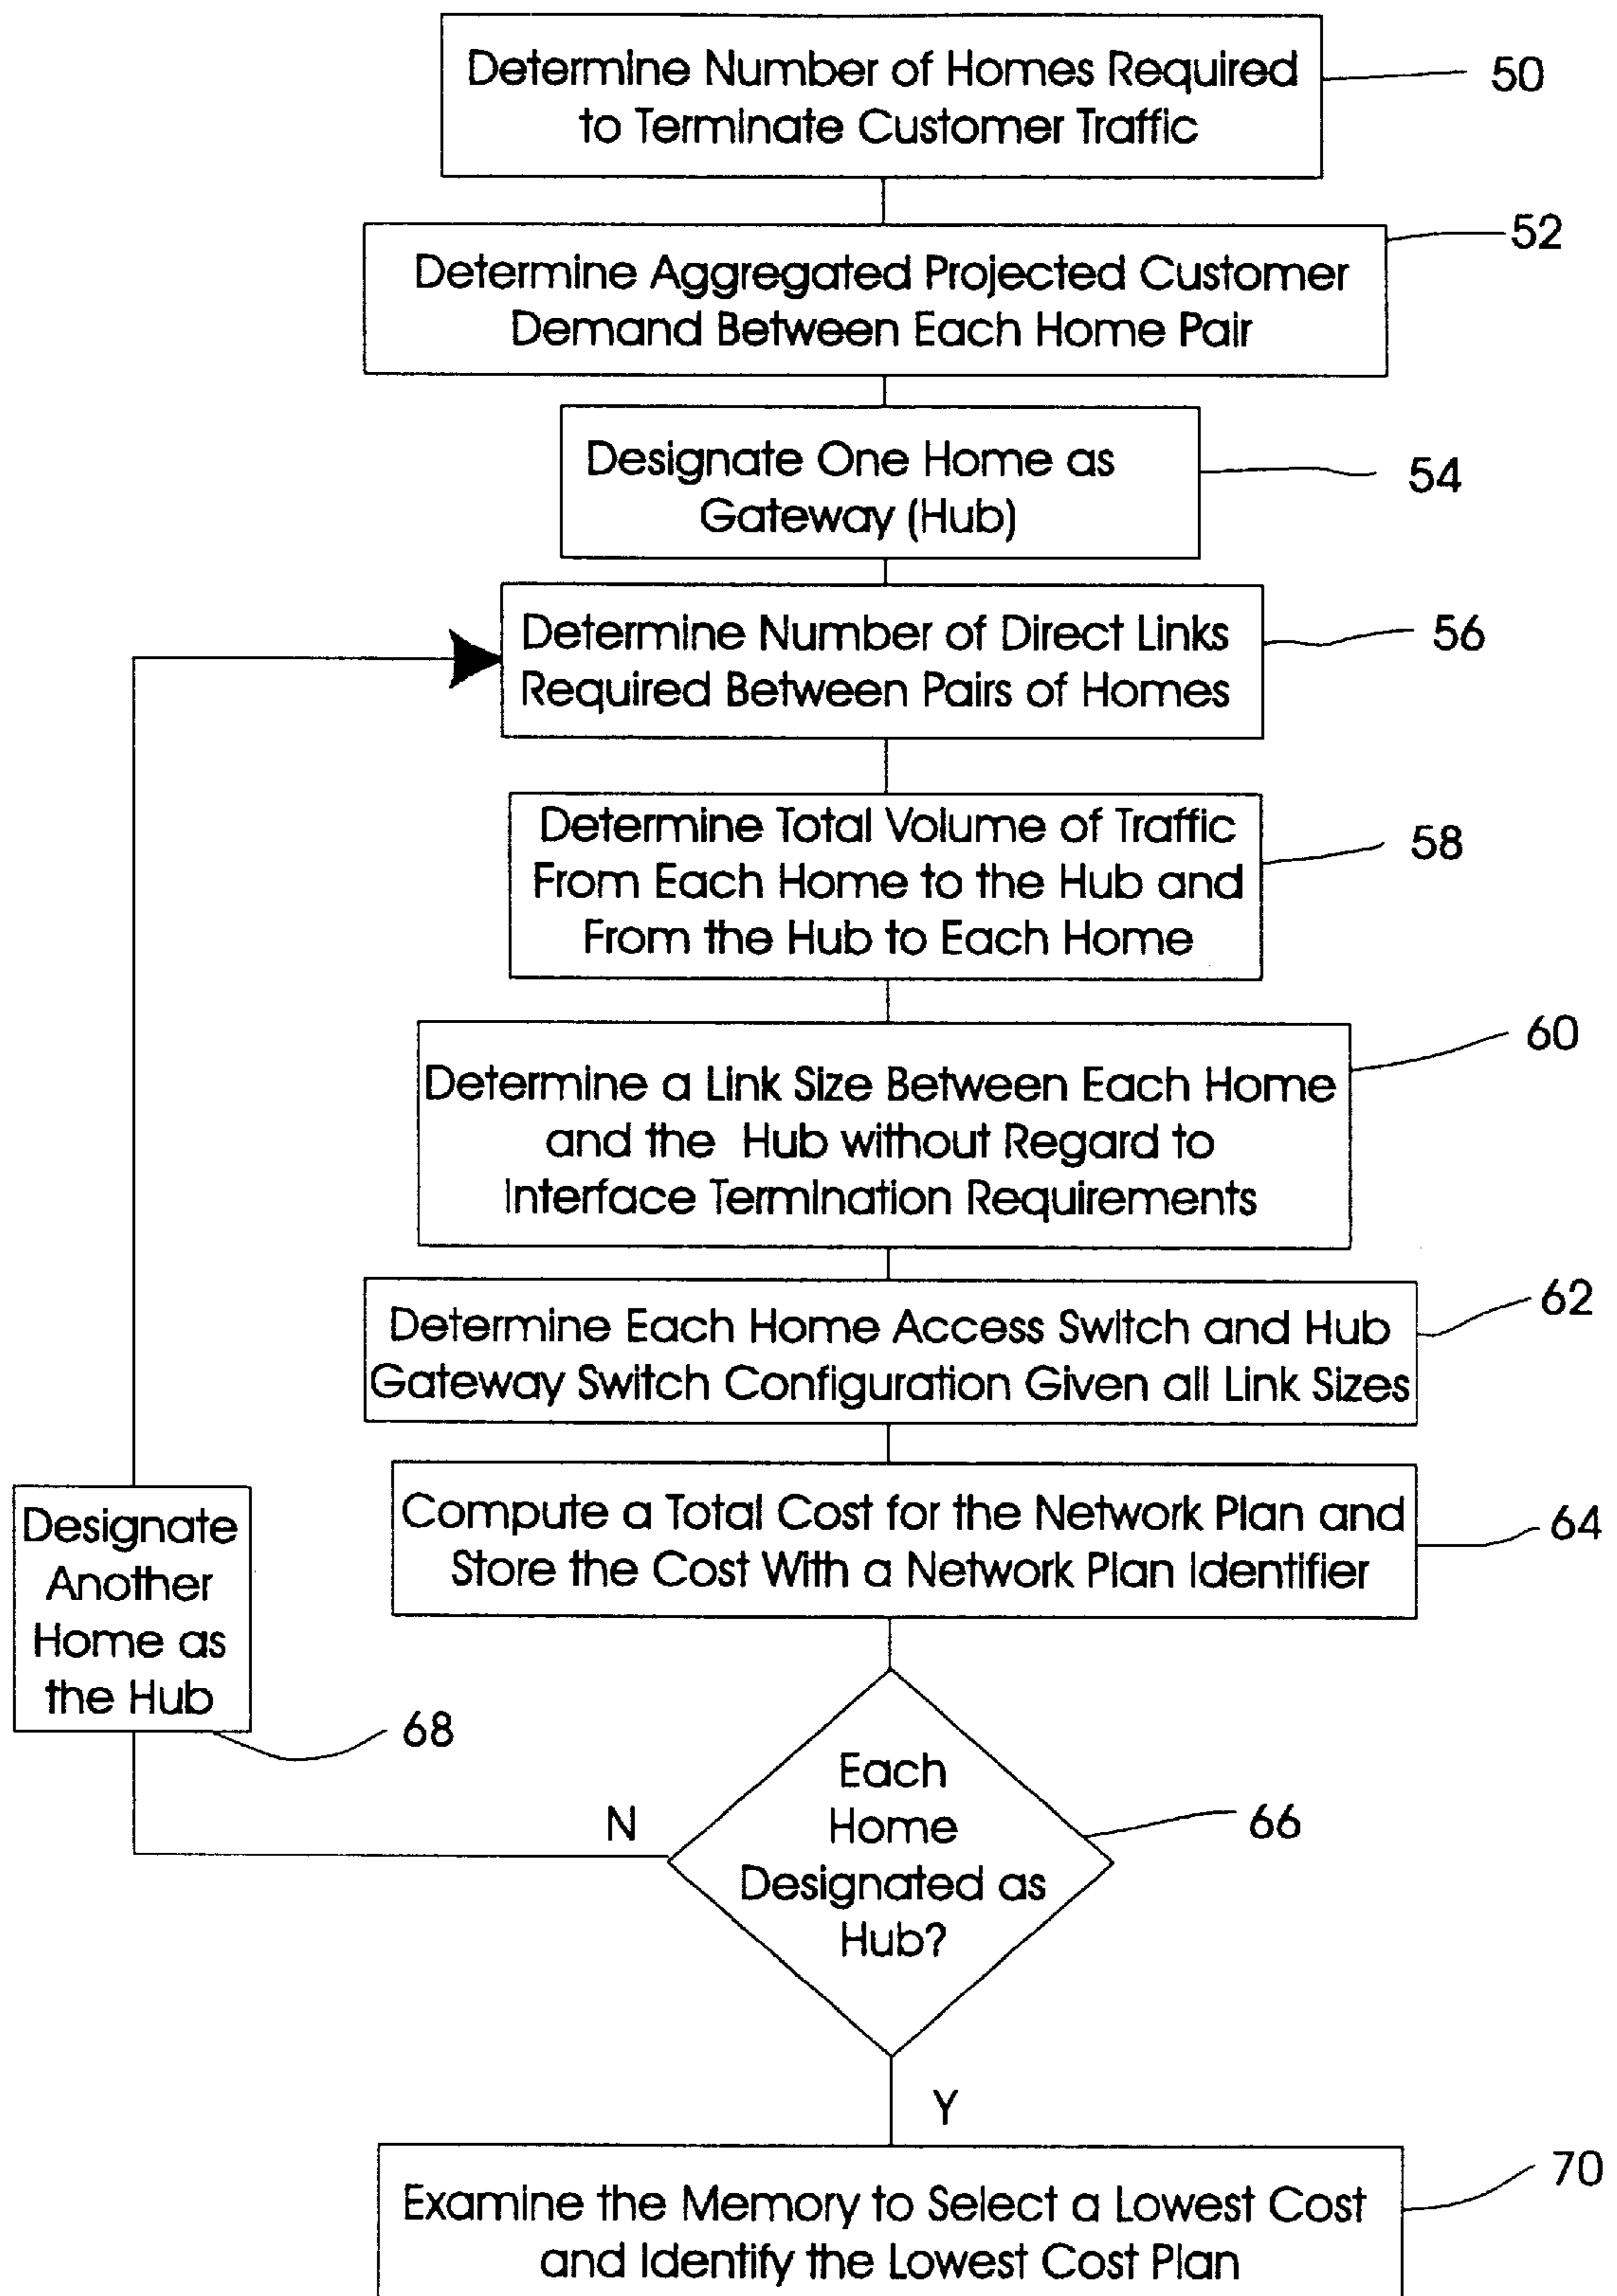 Determine Number of Homes Required
to Terminate Customer Traffic
50
Determine Aggregated Projected Customer
Demand Between Each Home Pair
52
Designate One Home as
Gateway (Hub)
54
Determine Number of Direct Links
Required Between Pairs of Homes
56
Determine Total Volume of Traffic
From Each Home to the Hub and
From the Hub to Each Home
58
Determine a Link Size Between Each Home
and the Hub without Regard to
Interface Termination Requirements
60
Determine Each Home Access Switch and Hub
Gateway Switch Configuration Given all Link Sizes
62
Compute a Total Cost for the Network Plan and
Store the Cost With a Network Plan Identifier
64
Designate
Another
Home as
the Hub
68
Each
Home
Designated as
Hub?
66
N
Y
Examine the Memory to Select a Lowest Cost
and Identify the Lowest Cost Plan
70